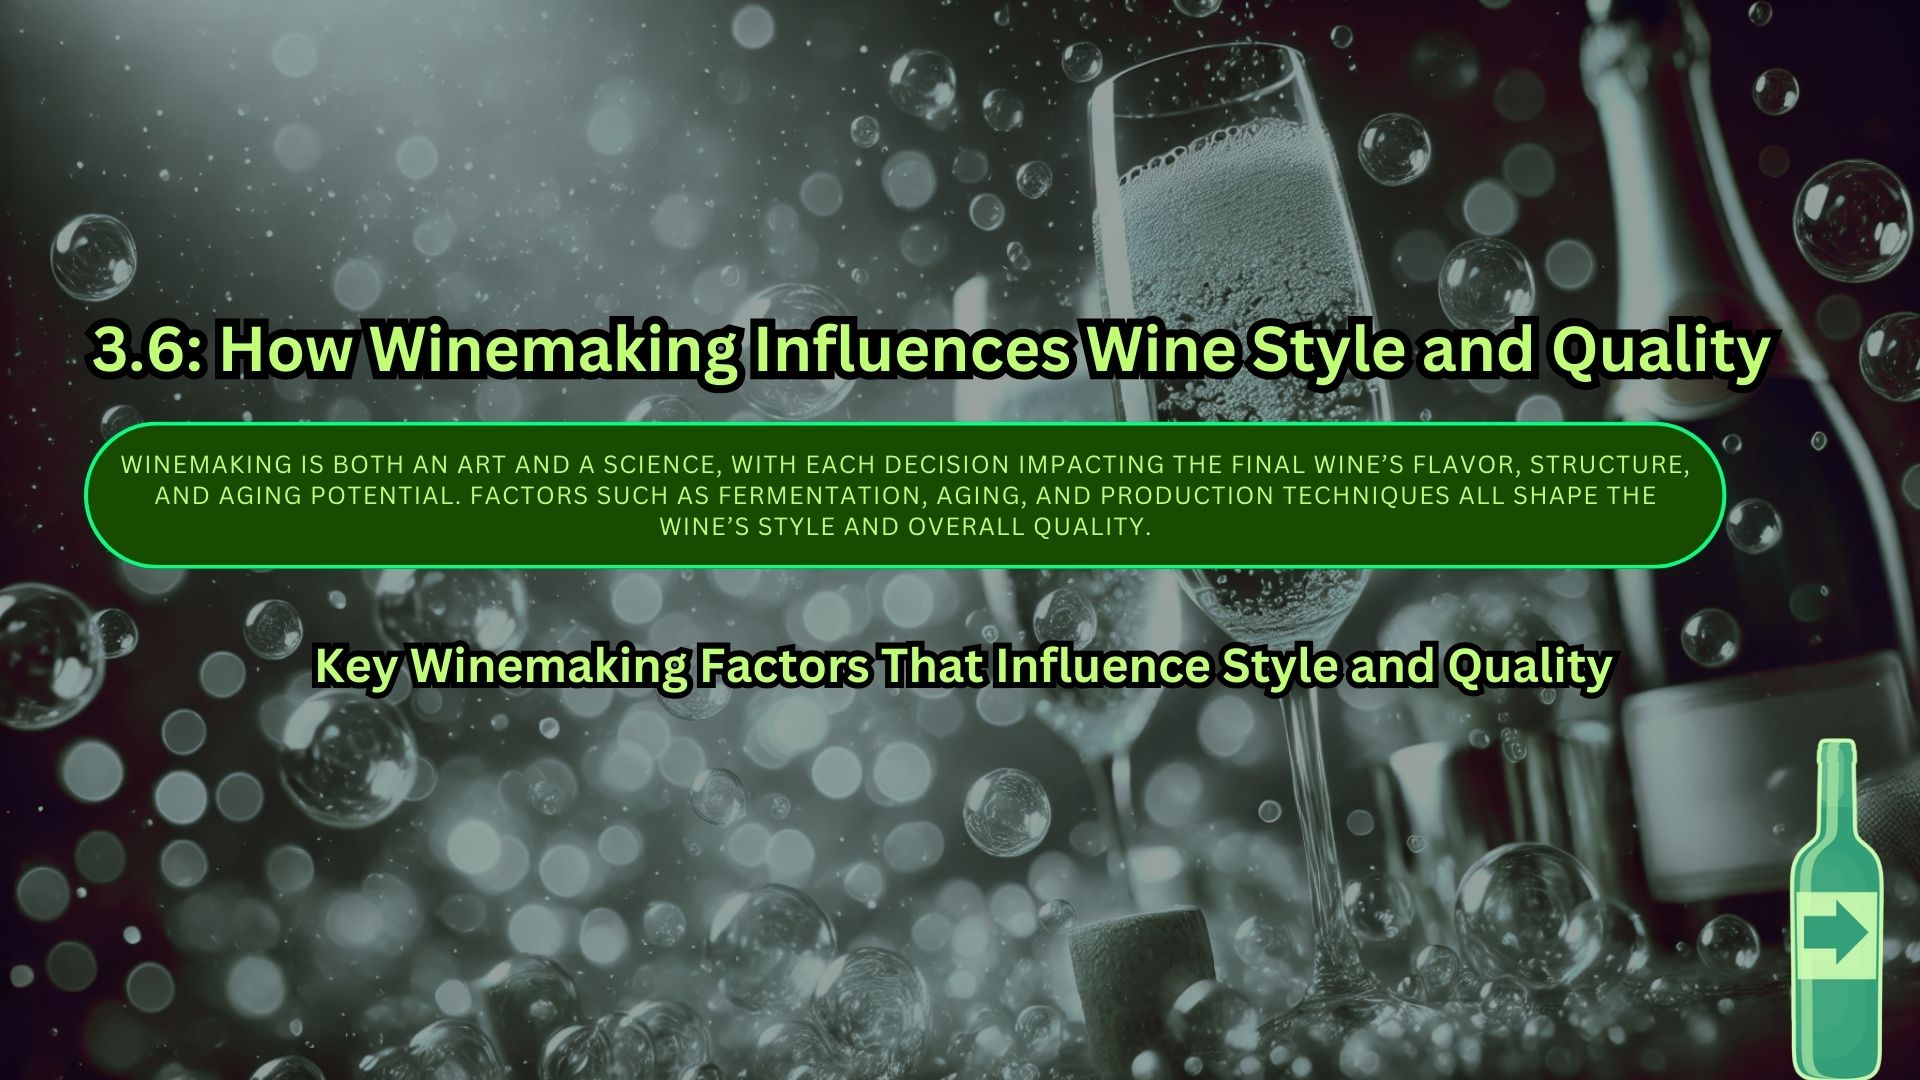 3.6: How Winemaking Influences Wine Style and Quality
WINEMAKING IS BOTH AN ART AND A SCIENCE, WITH EACH DECISION IMPACTING THE FINAL WINE’S FLAVOR, STRUCTURE,
AND AGING POTENTIAL. FACTORS SUCH AS FERMENTATION, AGING, AND PRODUCTION TECHNIQUES ALL SHAPE THE
WINE’S STYLE AND OVERALL QUALITY.
Key Winemaking Factors That Influence Style and Quality